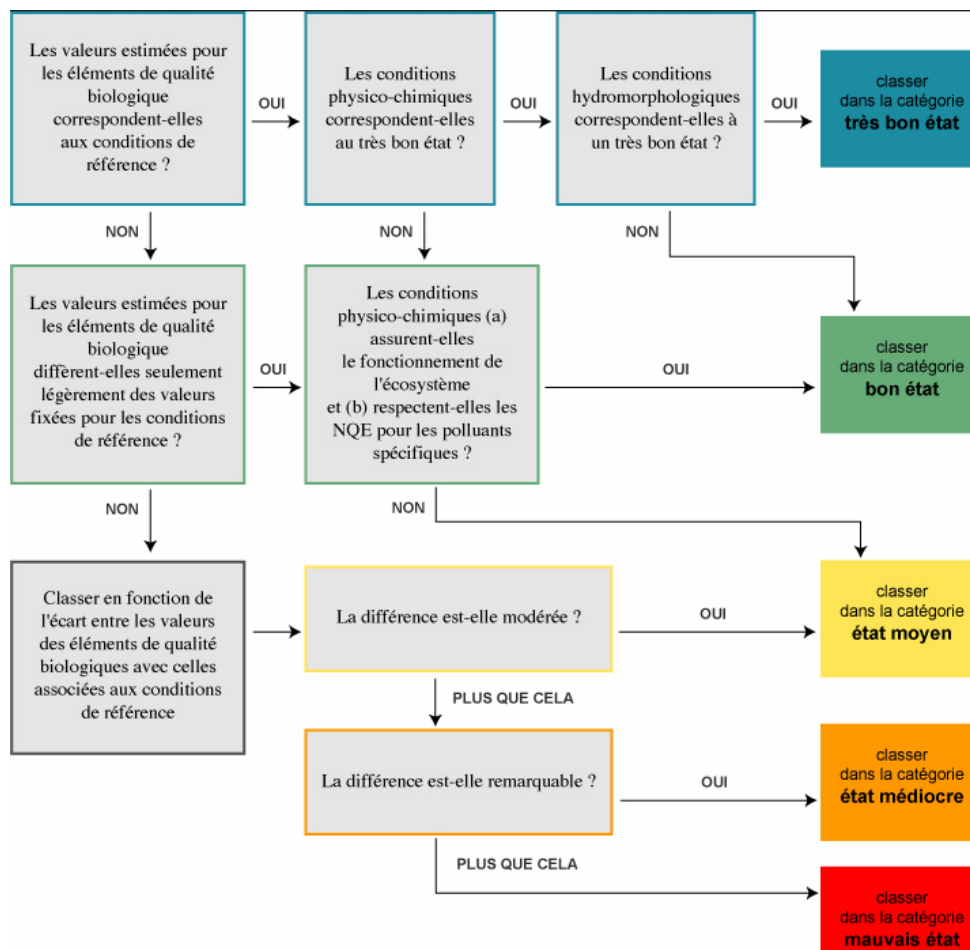 Les valeurs estimées pour
les éléments de qualité
biologique
correspondent-elles
aux conditions de
référence ?
OUI
Les conditions
physico-chimiques
correspondent-elles
au très bon état ?
OUI
Les conditions
hydromorphologiques
correspondent-elles à
un très bon état ?
OUI
classer
dans la catégorie
très bon état
NON
NON
NON
Les valeurs estimées pour
les éléments de qualité
biologique
diffèrent-elles seulement
légèrement des valeurs
fixées pour les conditions
de référence ?
OUI
Les conditions
physico-chimiques (a)
assurent-elles
le fonctionnement de
l'écosystème
et (b) respectent-elles les
NQE pour les polluants
spécifiques ?
OUI
classer
dans la catégorie
bon état
NON
NON
Classer en fonction de
l'écart entre les valeurs
des éléments de qualité
biologiques avec celles
associées aux conditions
de référence
La différence est-elle modérée ?
OUI
classer
dans la catégorie
état moyen
PLUS QUE CELA
La différence est-elle remarquable ?
OUI
classer
dans la catégorie
état médiocre
PLUS QUE CELA
classer
dans la catégorie
mauvais état